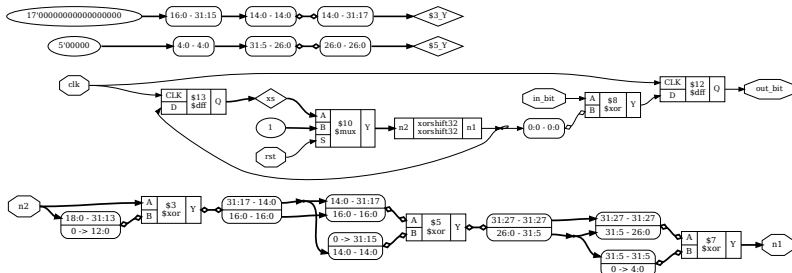 17'00000000000000000 16:0 - 31:15 14:0 - 14:0 14:0 - 31:17 $3_Y
5'00000 4:0 - 4:0 31:5 - 26:0 26:0 - 26:0 $5_Y
clk
CLK D $13 $dff Q
xs
1
rst
A B S $10 $mux Y
n2 xorshift32 xorshift32 n1
0:0 - 0:0
in_bit
A B $8 $xor Y
CLK D $12 $dff Q
out_bit
n2
18:0 - 31:13
0 -> 12:0
A B $3 $xor Y
31:17 - 14:0
16:0 - 16:0
14:0 - 31:17
16:0 - 16:0
0 -> 31:15
14:0 - 14:0
A B $5 $xor Y
31:27 - 31:27
26:0 - 31:5
31:27 - 31:27
31:5 - 26:0
31:5 - 31:5
0 -> 4:0
A B $7 $xor Y
n1